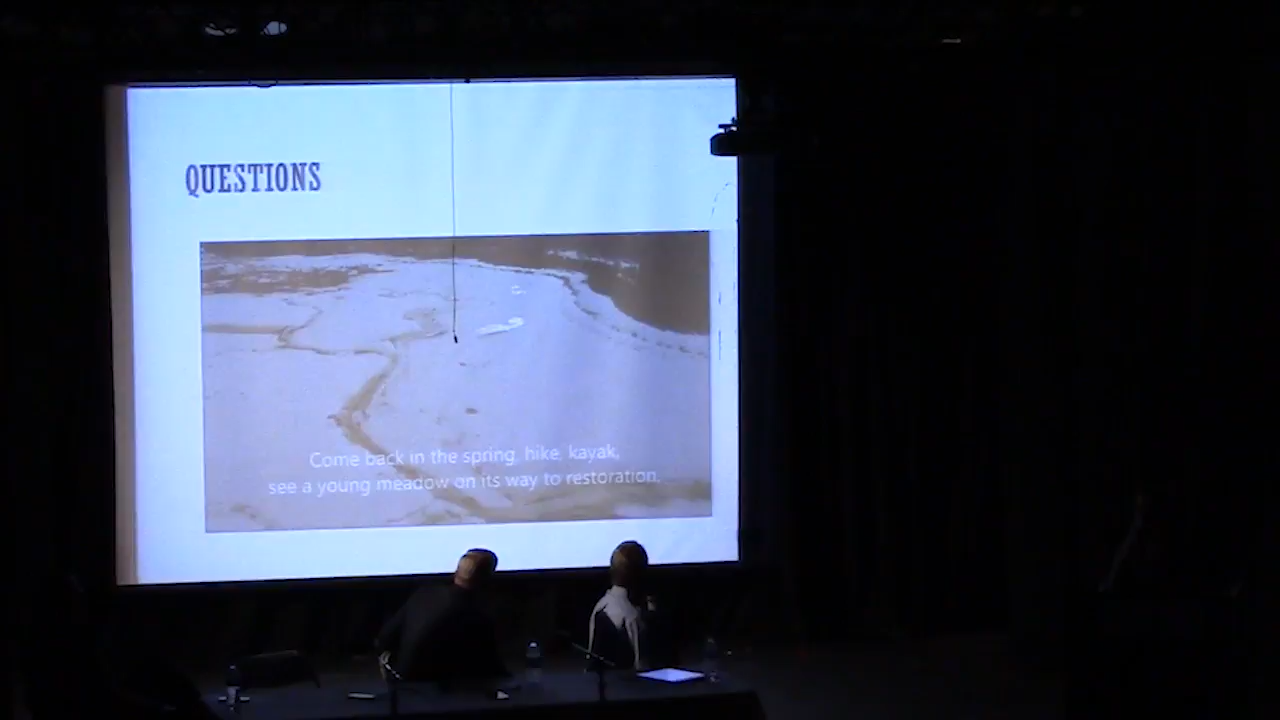 QUESTIONS
Come back in the spring, hike, kayak,
see a young meadow on its way to restoration.